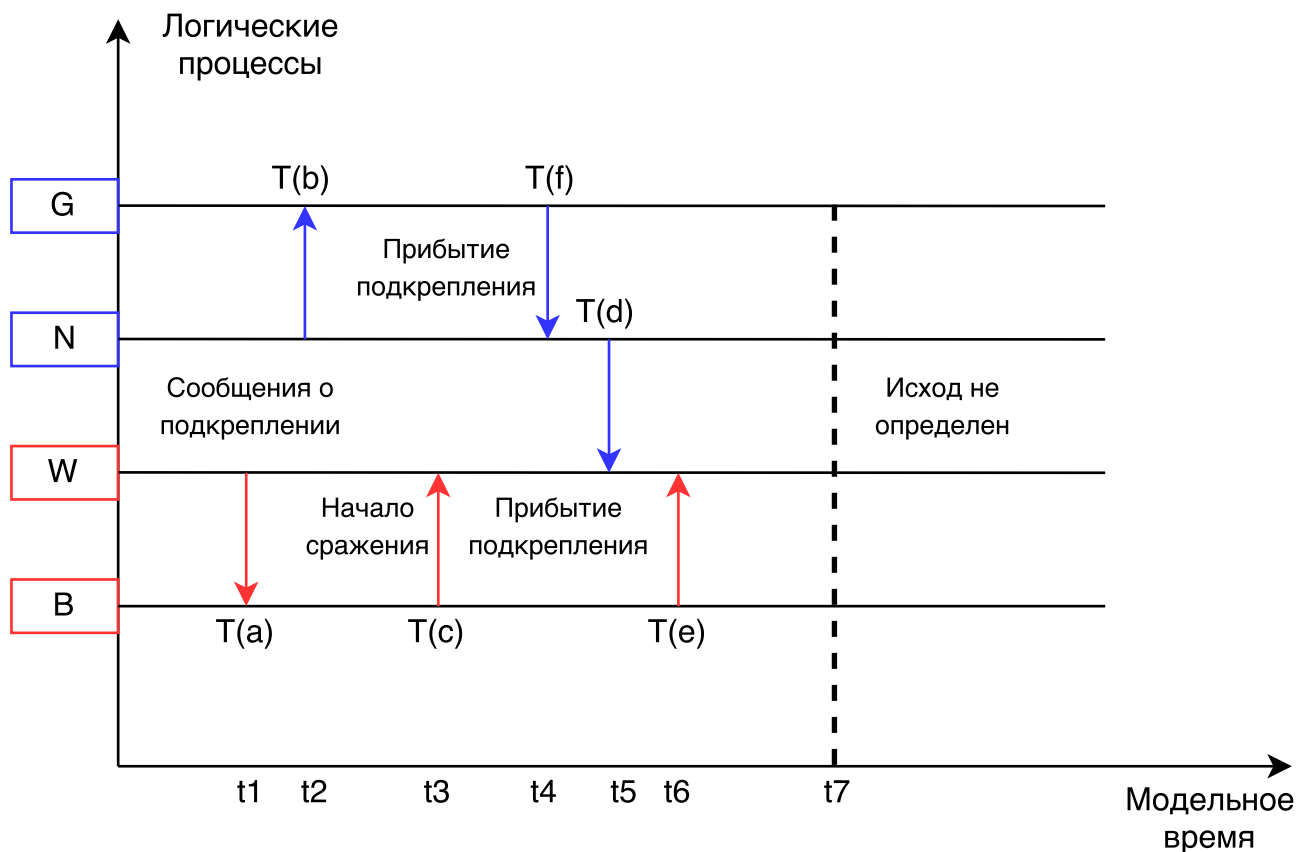 Логические
процессы
T(b)
T(f)
G
Прибытие
подкрепления
T(d)
N
Сообщения о
подкреплении
Исход не
определен
W
Начало
сражения
Прибытие
подкрепления
B
T(a)
T(c)
T(e)
t1
t2
t3
t4
t5
t6
t7
Модельное
время